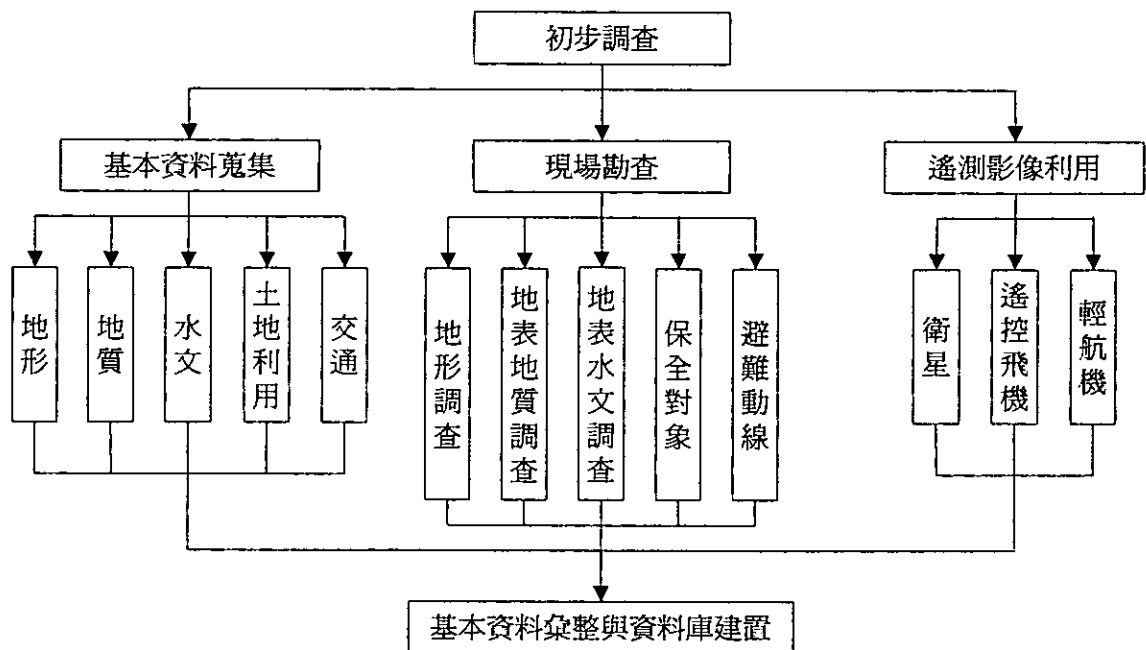 初步調查
基本資料蒐集
現場勘查
遙測影像利用
地形
地質
水文
土地利用
交通
地形調查
地表地質調查
地表水文調查
保全對象
避難動線
衛星
遙控飛機
輕航機
基本資料彙整與資料庫建置